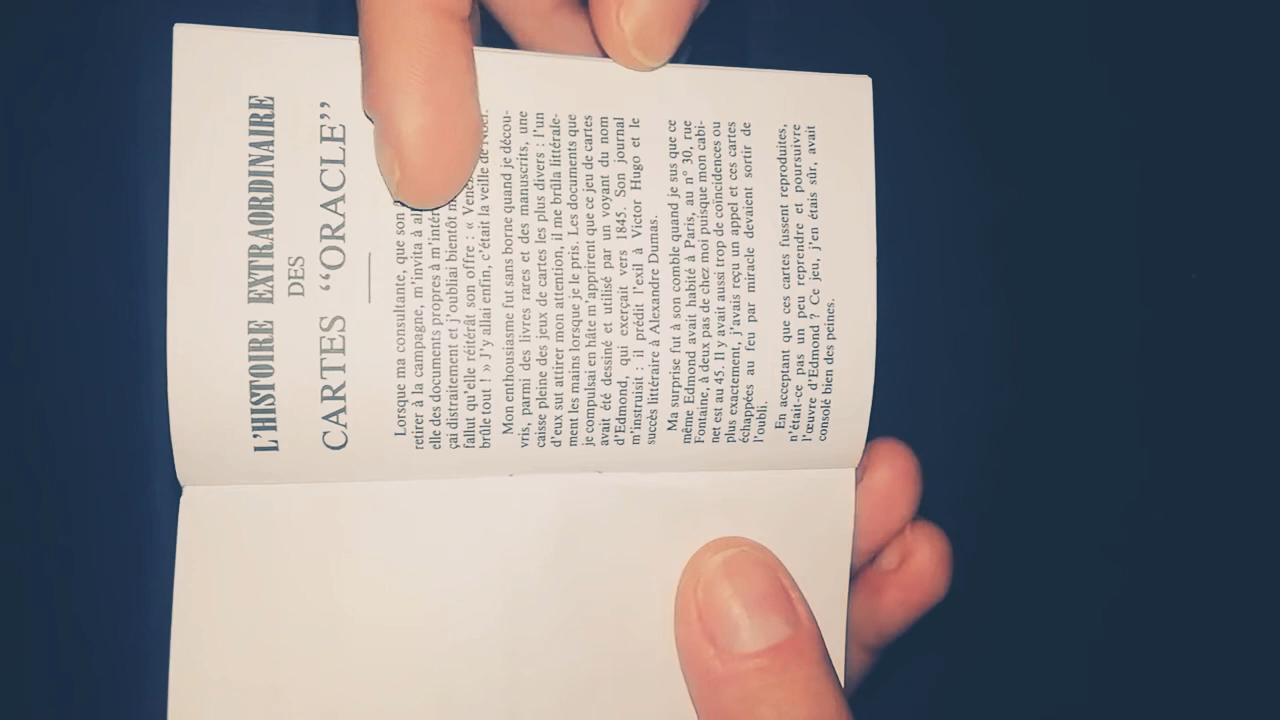 L'HISTOIRE EXTRAORDINAIRE
DES
CARTES “ORACLE”
Lorsque ma consultante, que son
retirer à la campagne, m'invita à
elle des documents propres à
çai distraitement et j'oubliai bientôt
fallut qu'elle réitérât son offre : «
brûle tout ! » J'y allai enfin, c'était la veille de Noël.
Mon enthousiasme fut sans borne quand je décou-
vris, parmi des livres rares et des manuscrits, une
caisse pleine des jeux de cartes les plus divers : l'un
d'eux sut attirer mon attention, il me brûla littérale-
ment les mains lorsque je le pris. Les documents que
je compulsai en hâte m'apprirent que ce jeu de cartes
avait été dessiné et utilisé par un voyant du nom
d'Edmond, qui exerçait vers 1845. Son journal
m'instruisit : il prédit l'exil à Victor Hugo et le
succès littéraire à Alexandre Dumas.
Ma surprise fut à son comble quand je sus que ce
même Edmond avait habité à Paris, au n° 30, rue
Fontaine, à deux pas de chez moi puisque mon cabi-
net est au 45. Il y avait aussi trop de coïncidences ou
plus exactement, j'avais reçu un appel et ces cartes
échappées au feu par miracle devaient sortir de
l'oubli.
En acceptant que ces cartes fussent reproduites,
n'était-ce pas un peu reprendre et poursuivre
l'œuvre d'Edmond ? Ce jeu, j'en étais sûr, avait
consolé bien des peines.